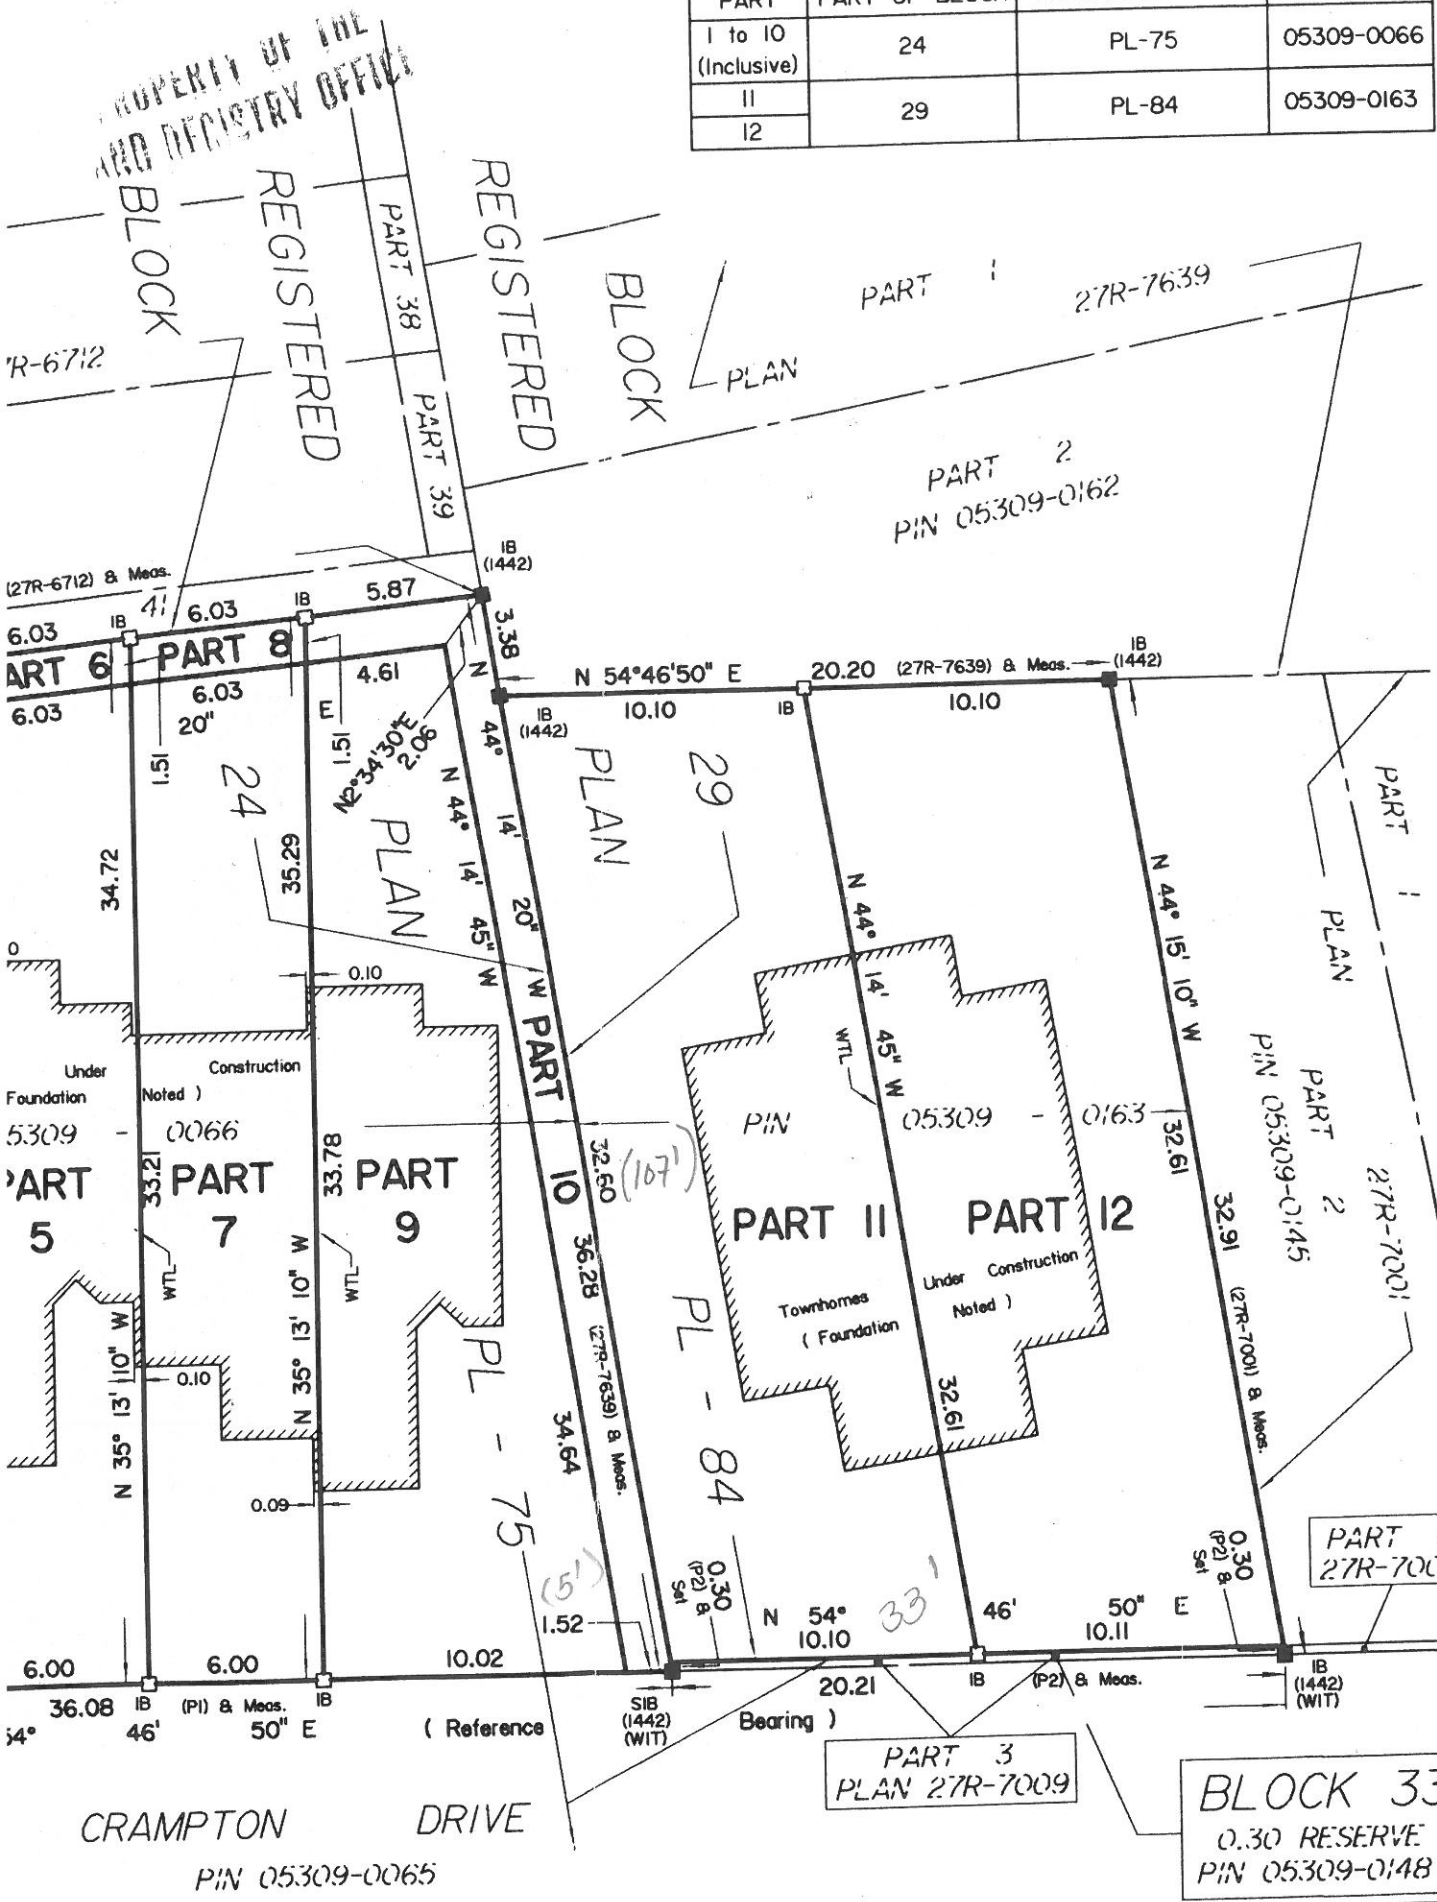 PART PART OF BLOCK
1 to 10
(Inclusive)
24
PL-75
05309-0066
11
12
29
PL-84
05309-0163
PROPERTY OF THE
LAND REGISTRY OFFICE
BLOCK
REGISTERED
PART 38
PART 39
REGISTERED
BLOCK
PLAN
PART 1 27R-7639
'R-6712
PART 2
PIN 05309-0162
(27R-6712) & Meas.
41
IB
(1442)
6.03
IB
6.03
IB
5.87
3.38
ART 6
PART 8
6.03
6.03
20"
E
4.61
N
1.51
1.51
N 54°46'50" E 20.20 (27R-7639) & Meas.
IB
(1442)
10.10
10.10
IB
(1442)
IB
44°
14'
20"
W
34.72
35.29
24
PLAN
2.06
N 44° 14' 45" W
PLAN
29
N 44° 14' 45" W
WTL
N 44° 15' 10" W
PART 1
PLAN
PART 2
27R-7001
PIN 05309-0145
0
0.10
Under Construction
Foundation Noted )
5309 - 0066
PART
5
33.21
PART
7
33.78
PART
9
PART 10
32.60
(107')
36.28
(27R-7639) & Meas.
34.64
PIN 05309 - 0163
PART 11
PART 12
32.61
32.91
(27R-7001) & Meas.
Townhomes Under Construction
( Foundation Noted )
32.61
WTL
WTL
N 35° 13' 10" W
N 35° 13' 10" W
0.10
0.09
PL - 75
PL - 84
(5')
1.52
0.30
(P2) &
Set
33'
0.30
(P2) &
Set
PART
27R-700
N 54° 46' 50" E
10.10
10.11
6.00
6.00
10.02
36.08
IB
(P1) & Meas.
IB
54° 46' 50" E
( Reference Bearing )
SIB
(1442)
(WIT)
20.21
IB
(P2) & Meas.
IB
(1442)
(WIT)
PART 3
PLAN 27R-7009
BLOCK 33
0.30 RESERVE
PIN 05309-0148
CRAMPTON DRIVE
PIN 05309-0065